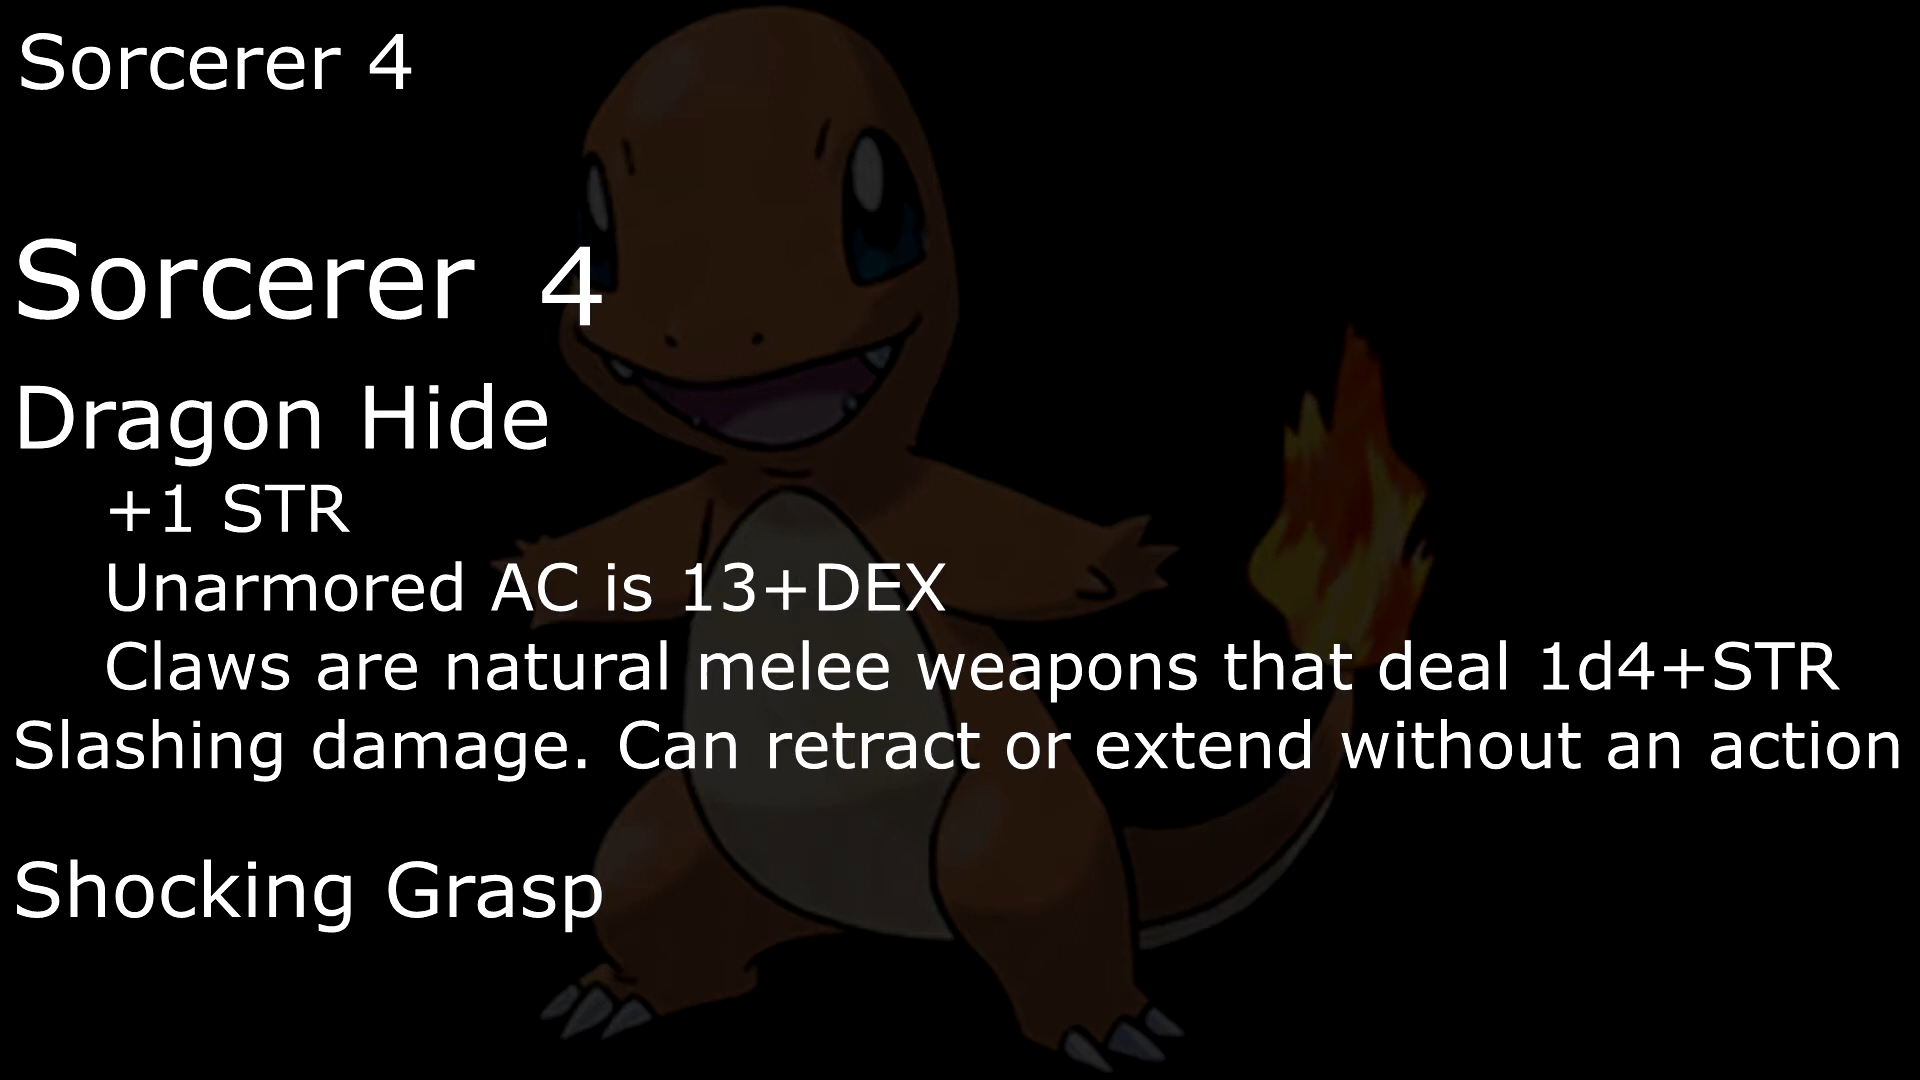 Sorcerer 4
Sorcerer 4
Dragon Hide
+1 STR
Unarmored AC is 13+DEX
Claws are natural melee weapons that deal 1d4+STR
Slashing damage. Can retract or extend without an action
Shocking Grasp